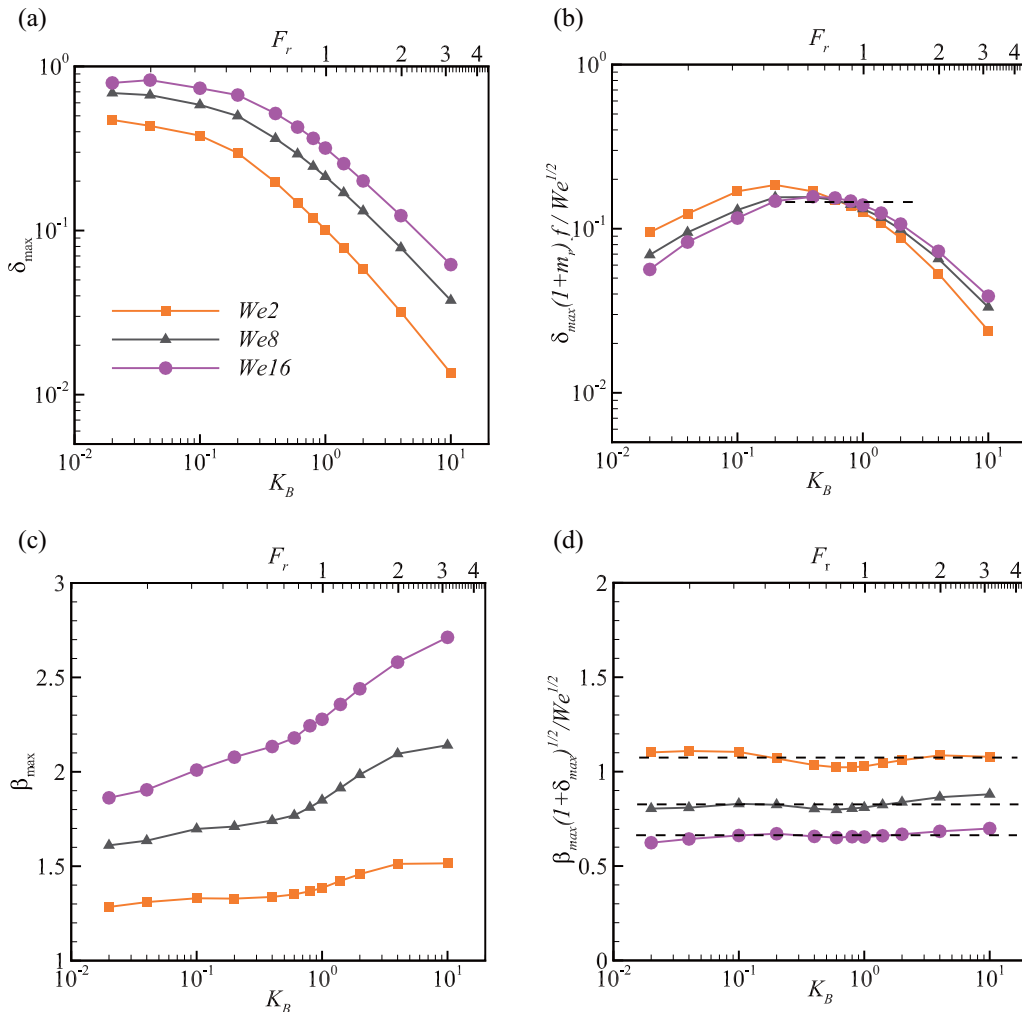 (a)
F_r
1 2 3 4
10^0
10^-1
10^-2
δ_max
We2
We8
We16
10^-2 10^-1 10^0 10^1
K_B
(b)
F_r
1 2 3 4
10^0
10^-1
10^-2
δ_max(1+m_r) f / We^1/2
10^-2 10^-1 10^0 10^1
K_B
(c)
F_r
1 2 3 4
3
2.5
2
1.5
1
β_max
10^-2 10^-1 10^0 10^1
K_B
(d)
F_r
1 2 3 4
2
1.5
1
0.5
0
β_max(1+δ_max)^1/2/We^1/2
10^-2 10^-1 10^0 10^1
K_B